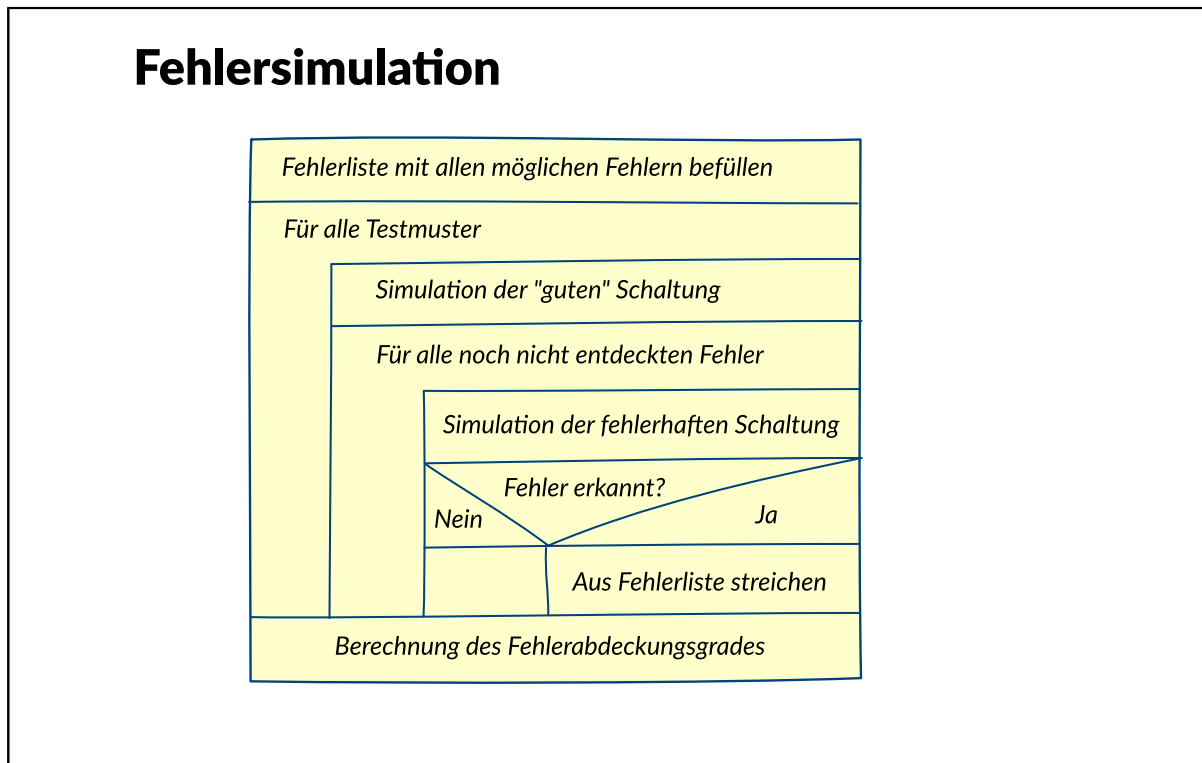 Fehlersimulation
Fehlerliste mit allen möglichen Fehlern befüllen
Für alle Testmuster
Simulation der "guten" Schaltung
Für alle noch nicht entdeckten Fehler
Simulation der fehlerhaften Schaltung
Fehler erkannt?
Nein
Ja
Aus Fehlerliste streichen
Berechnung des Fehlerabdeckungsgrades